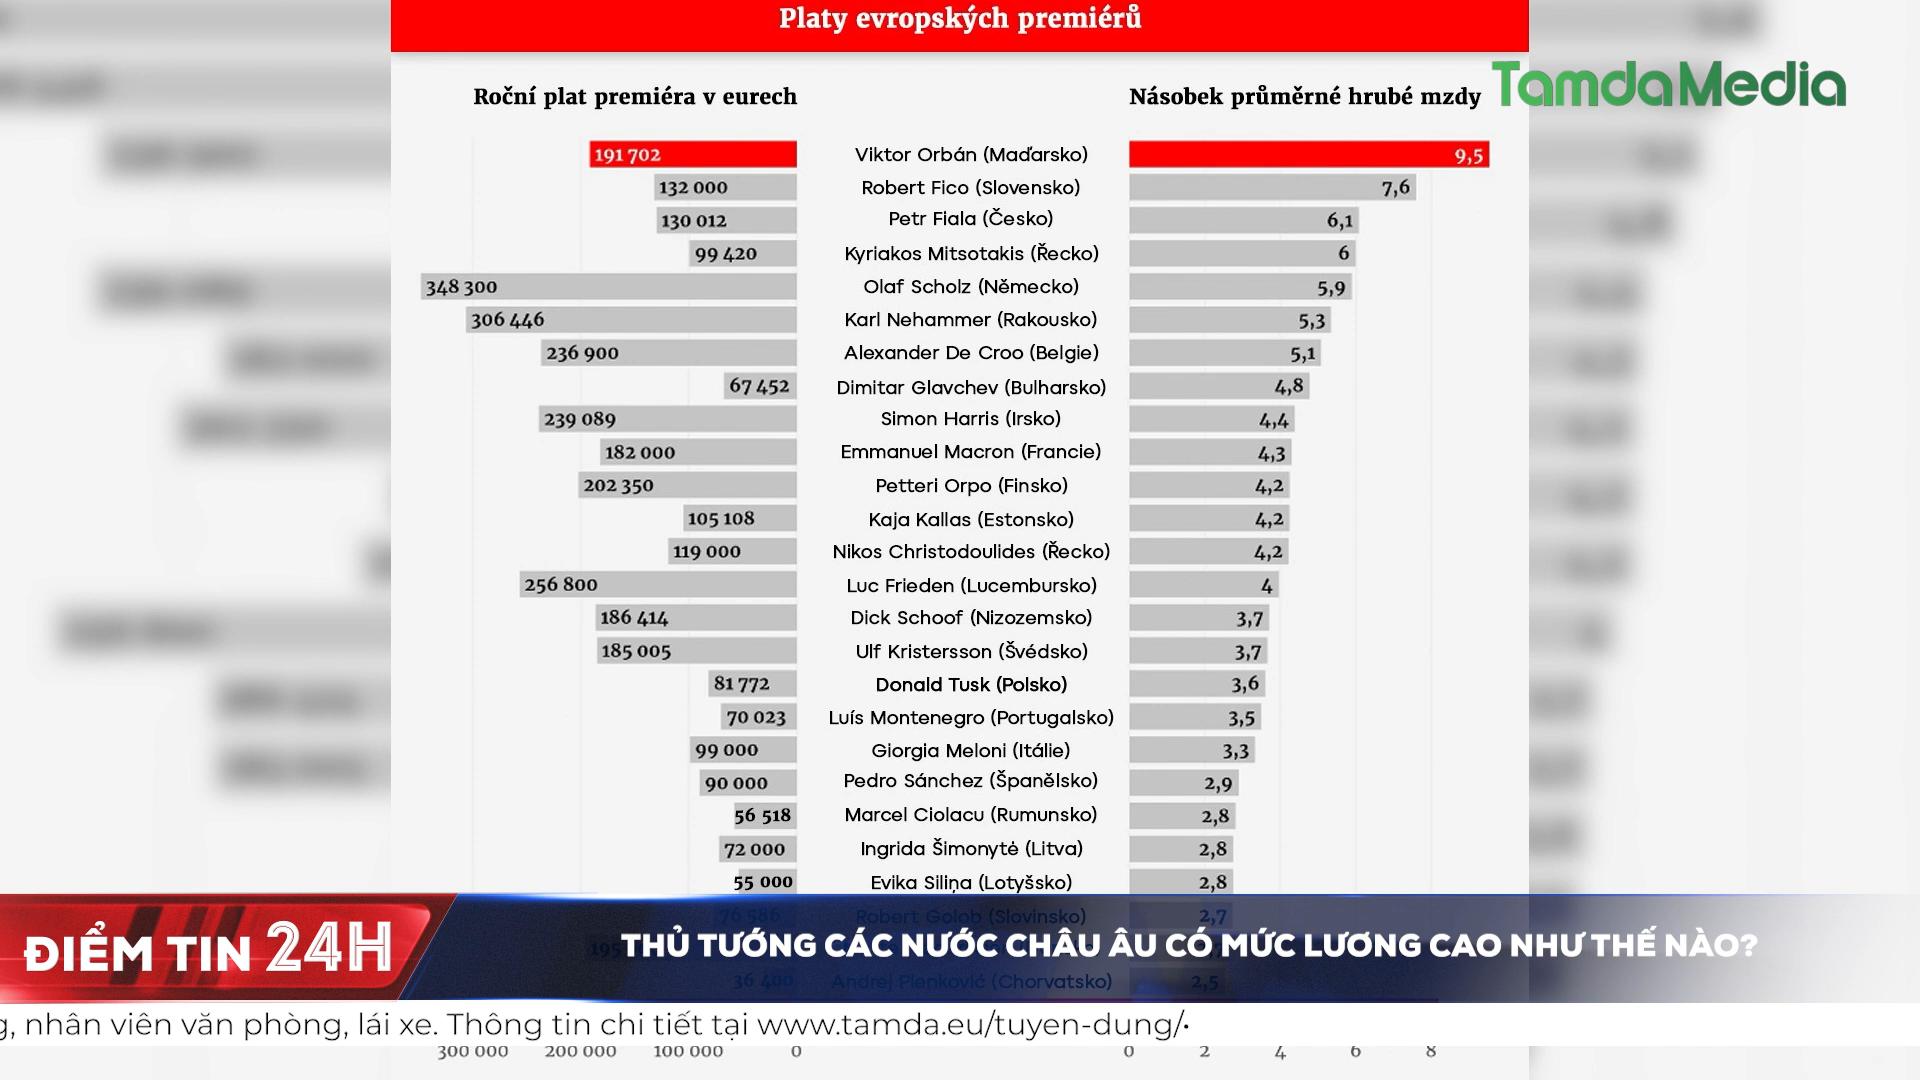 Platy evropských premiérů
TamdaMedia
Roční plat premiéra v eurech Násobek průměrné hrubé mzdy
191 702 Viktor Orbán (Maďarsko) 9,5
132 000 Robert Fico (Slovensko) 7,6
130 012 Petr Fiala (Česko) 6,1
99 420 Kyriakos Mitsotakis (Řecko) 6
348 300 Olaf Scholz (Německo) 5,9
306 446 Karl Nehammer (Rakousko) 5,3
236 900 Alexander De Croo (Belgie) 5,1
67 452 Dimitar Glavchev (Bulharsko) 4,8
239 089 Simon Harris (Irsko) 4,4
182 000 Emmanuel Macron (Francie) 4,3
202 350 Petteri Orpo (Finsko) 4,2
105 108 Kaja Kallas (Estonsko) 4,2
119 000 Nikos Christodoulides (Řecko) 4,2
256 800 Luc Frieden (Lucembursko) 4
186 414 Dick Schoof (Nizozemsko) 3,7
185 005 Ulf Kristersson (Švédsko) 3,7
81 772 Donald Tusk (Polsko) 3,6
70 023 Luís Montenegro (Portugalsko) 3,5
99 000 Giorgia Meloni (Itálie) 3,3
90 000 Pedro Sánchez (Španělsko) 2,9
56 518 Marcel Ciolacu (Rumunsko) 2,8
72 000 Ingrida Šimonytė (Litva) 2,8
55 000 Evika Siliņa (Lotyšsko) 2,8
76 586 Robert Golob (Slovinsko) 2,7
ĐIỂM TIN 24H
THỦ TƯỚNG CÁC NƯỚC CHÂU ÂU CÓ MỨC LƯƠNG CAO NHƯ THẾ NÀO?
36 400 Andrej Plenković (Chorvatsko) 2,5
nhân viên văn phòng, lái xe. Thông tin chi tiết tại www.tamda.eu/tuyen-dung/•
300 000 200 000 100 000 0 0 2 4 6 8